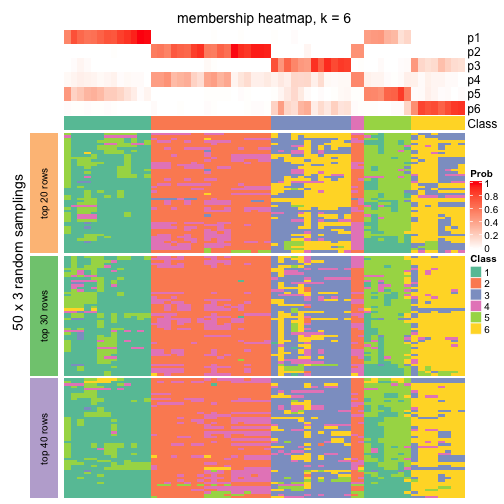 membership heatmap, k = 6
p1
p2
p3
p4
p5
p6
Class
50 x 3 random samplings
top 20 rows
top 30 rows
top 40 rows
Prob
1
0.8
0.6
0.4
0.2
0
Class
1
2
3
4
5
6